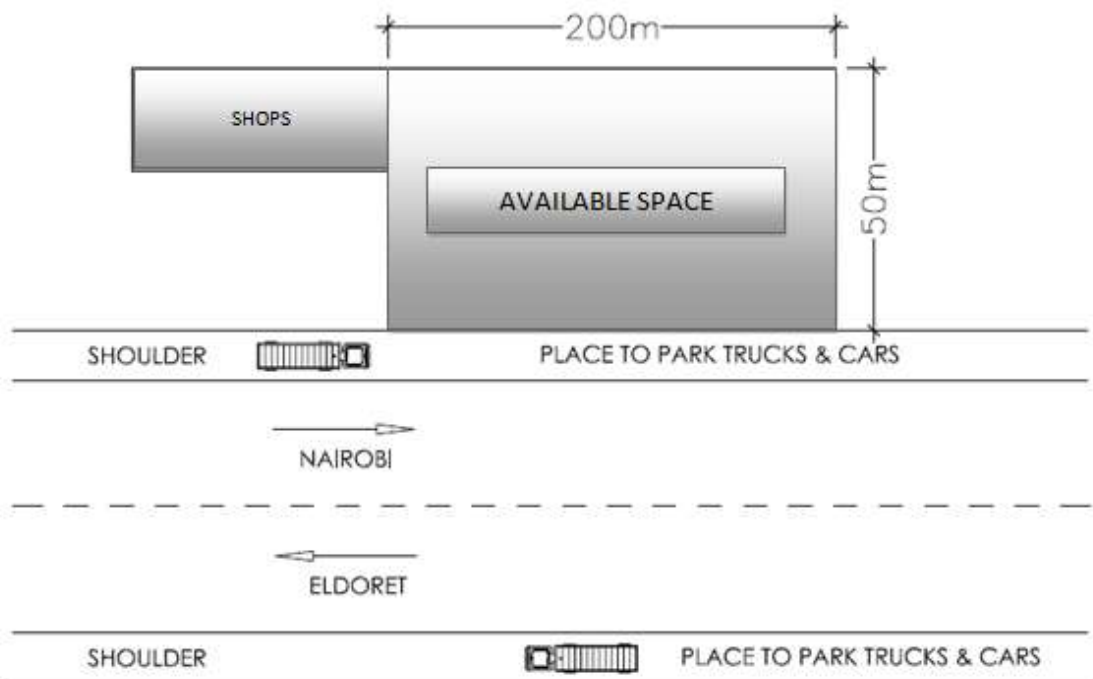 200m
SHOPS
AVAILABLE SPACE
50m
SHOULDER
PLACE TO PARK TRUCKS & CARS
NAIROBI
ELDORET
SHOULDER
PLACE TO PARK TRUCKS & CARS